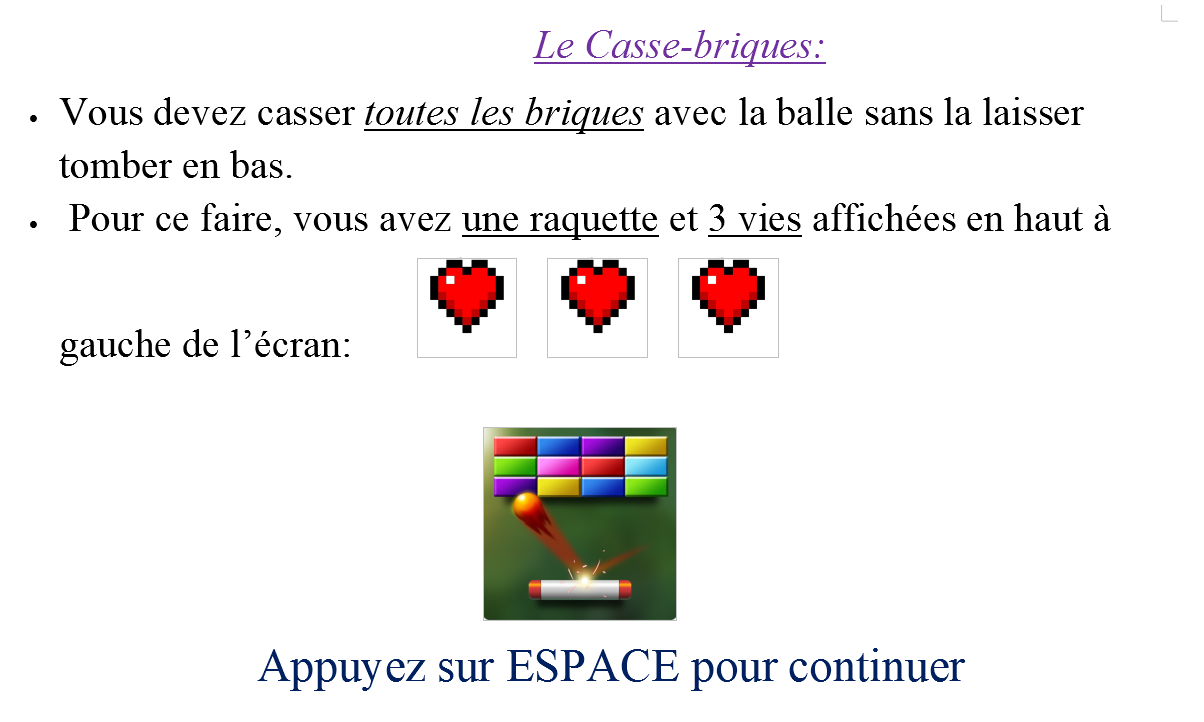 Le Casse-briques:
• Vous devez casser toutes les briques avec la balle sans la laisser
tomber en bas.
• Pour ce faire, vous avez une raquette et 3 vies affichées en haut à
gauche de l’écran:
Appuyez sur ESPACE pour continuer